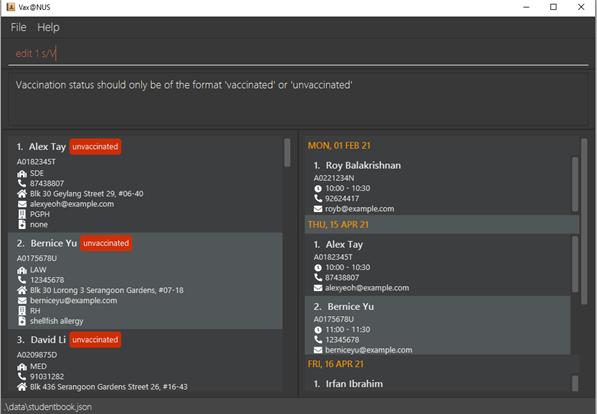 Vax@NUS
File Help
edit 1 s/V
Vaccination status should only be of the format 'vaccinated' or 'unvaccinated'
1. Alex Tay unvaccinated
A0182345T
SDE
87438807
Blk 30 Geylang Street 29, #06-40
alexyeoh@example.com
PGPH
none
2. Bernice Yu unvaccinated
A0175678U
LAW
12345678
Blk 30 Lorong 3 Serangoon Gardens, #07-18
berniceyu@example.com
RH
shellfish allergy
3. David Li unvaccinated
A0209875D
MED
91031282
Blk 436 Serangoon Gardens Street 26, #16-43
MON, 01 FEB 21
1. Roy Balakrishnan
A0221234N
10:00 - 10:30
92624417
royb@example.com
THU, 15 APR 21
1. Alex Tay
A0182345T
10:00 - 10:30
87438807
alexyeoh@example.com
2. Bernice Yu
A0175678U
11:00 - 11:30
12345678
berniceyu@example.com
FRI, 16 APR 21
1. Irfan Ibrahim
.\data\studentbook.json